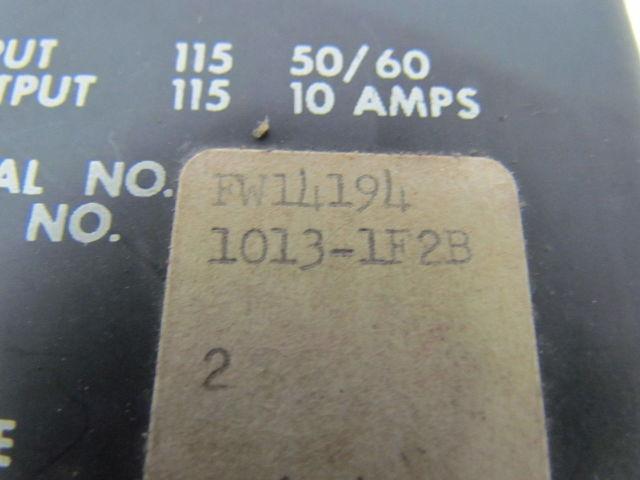 PUT 115 50/60
TPUT 115 10 AMPS
AL NO. FW14194
NO. 1013-1F2B
2
E